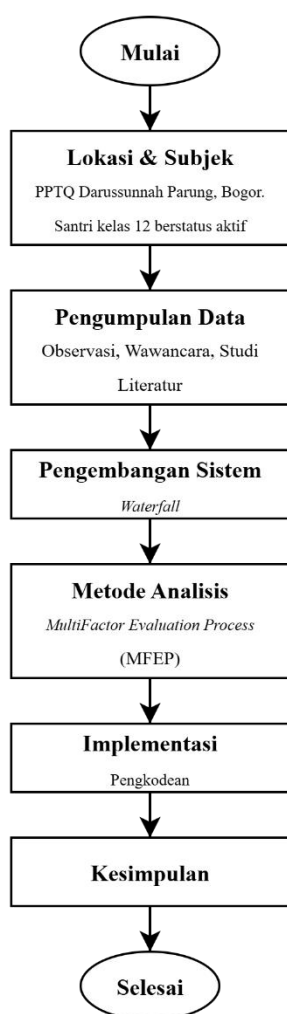 Mulai
Lokasi & Subjek
PPTQ Darussunnah Parung, Bogor.
Santri kelas 12 berstatus aktif
Pengumpulan Data
Observasi, Wawancara, Studi
Literatur
Pengembangan Sistem
Waterfall
Metode Analisis
MultiFactor Evaluation Process
(MFEP)
Implementasi
Pengkodean
Kesimpulan
Selesai